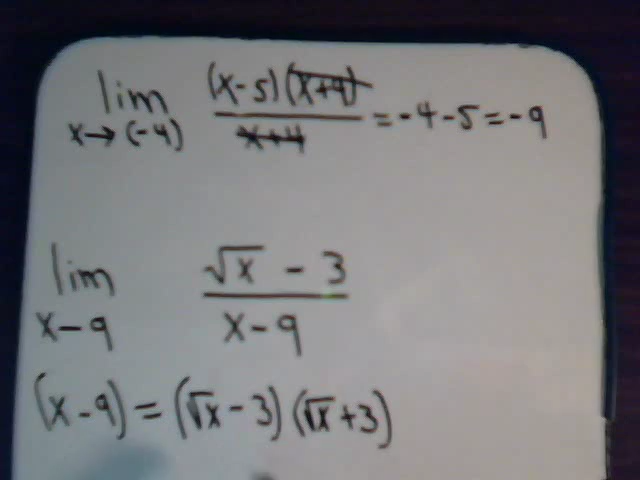 lim (x-5)(x+4)
x→(-4) x+4 = -4-5 = -9
lim √x - 3
x-9 x-9
(x-9) = (√x-3)(√x+3)